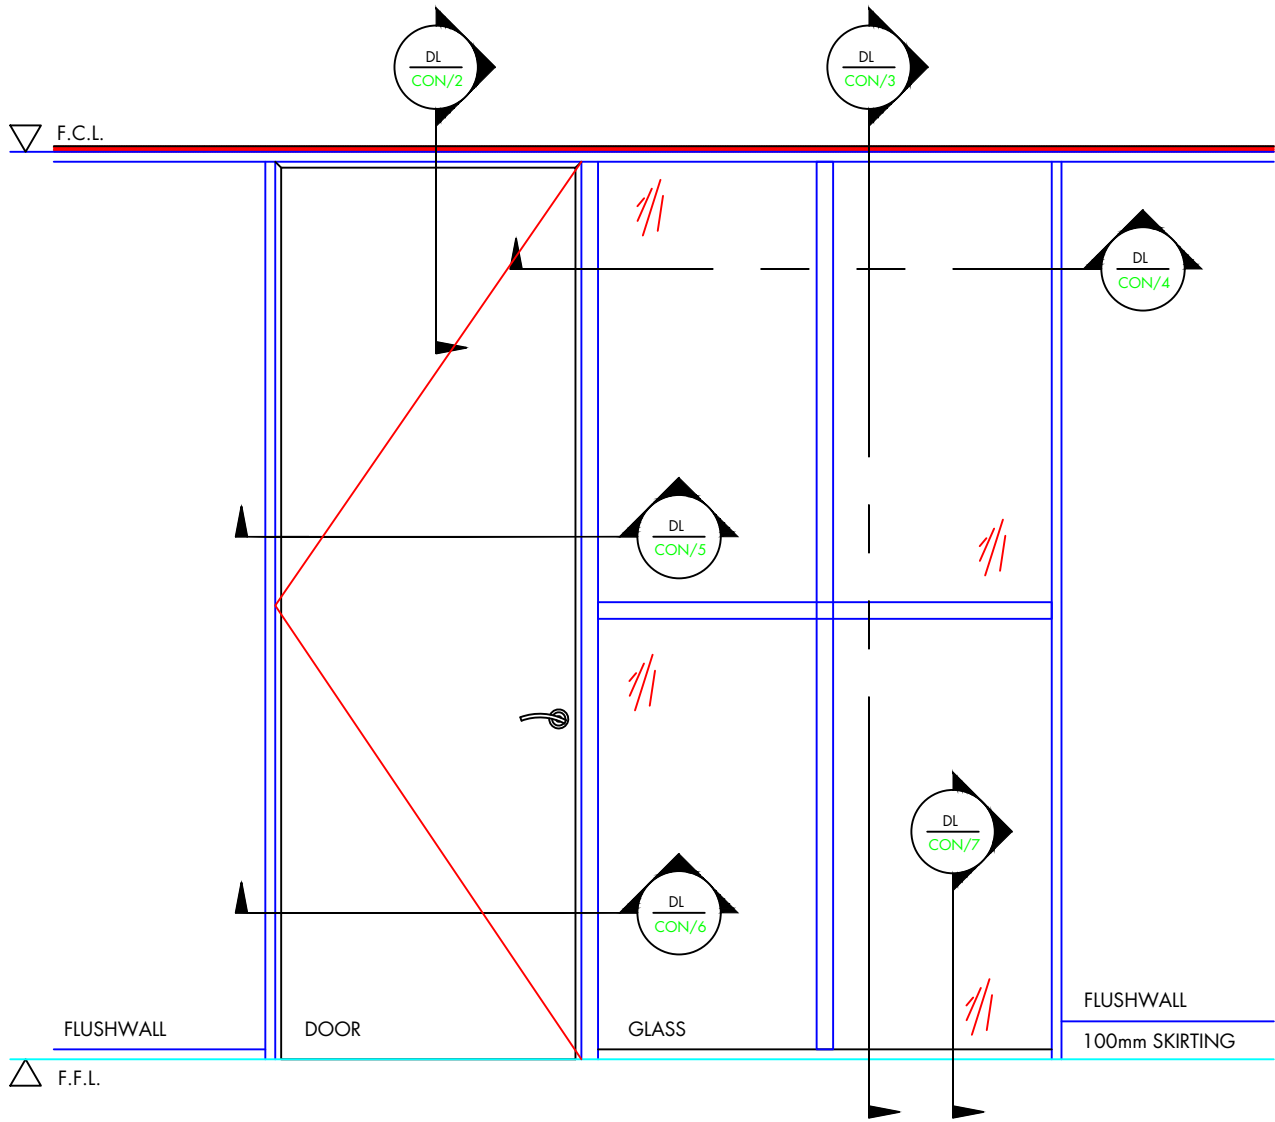 DL
CON/2
DL
CON/3
F.C.L.
DL
CON/4
DL
CON/5
DL
CON/7
DL
CON/6
FLUSHWALL
DOOR
GLASS
FLUSHWALL
100mm SKIRTING
F.F.L.